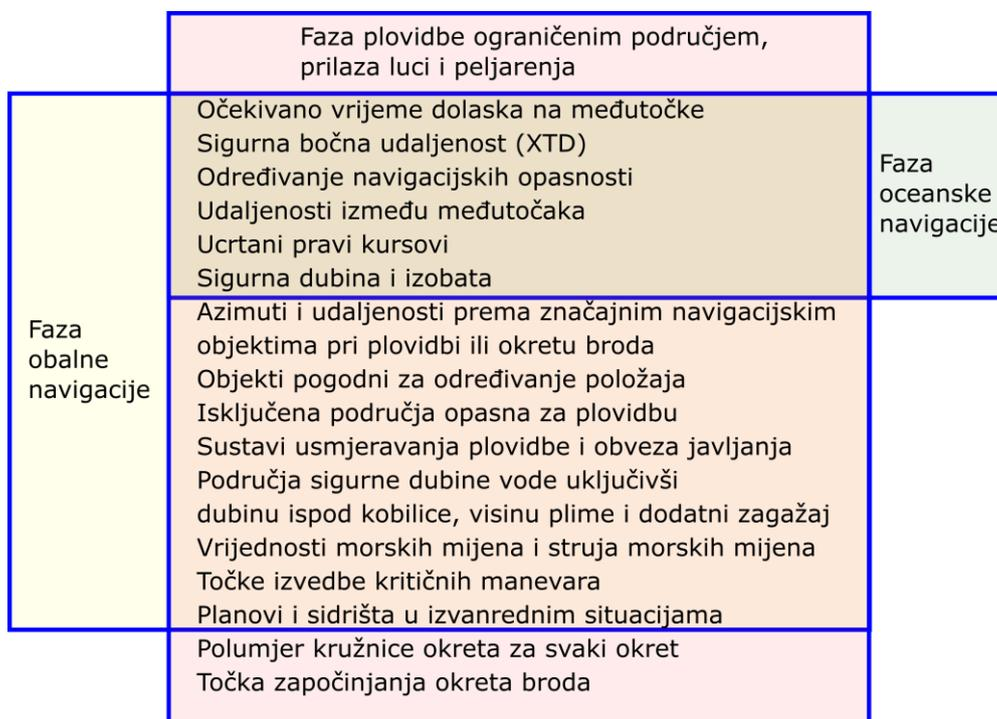 Faza plovidbe ograničenim područjem,
prilaza luci i peljarenja
Očekivano vrijeme dolaska na međutočke
Sigurna bočna udaljenost (XTD)
Određivanje navigacijskih opasnosti
Udaljenosti između međutočaka
Ucrtani pravi kursovi
Sigurna dubina i izobata
Faza
oceanske
navigacije
Faza
obalne
navigacije
Azimuti i udaljenosti prema značajnim navigacijskim
objektima pri plovidbi ili okretu broda
Objekti pogodni za određivanje položaja
Isključena područja opasna za plovidbu
Sustavi usmjeravanja plovidbe i obveza javljanja
Područja sigurne dubine vode uključivši
dubinu ispod kobilice, visinu plime i dodatni zagažaj
Vrijednosti morskih mijena i struja morskih mijena
Točke izvedbe kritičnih manevara
Planovi i sidrišta u izvanrednim situacijama
Polumjer kružnice okreta za svaki okret
Točka započinjanja okreta broda